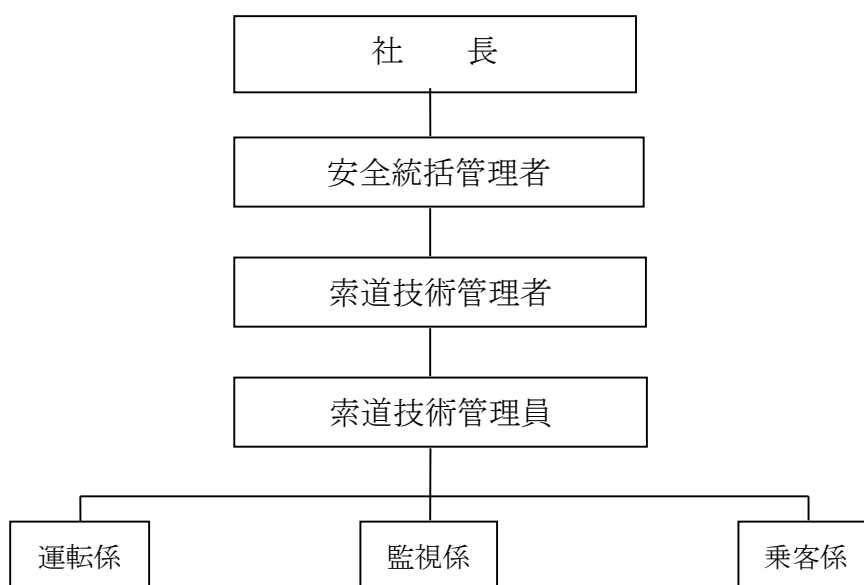 社　　長
安全統括管理者
索道技術管理者
索道技術管理員
運転係
監視係
乗客係